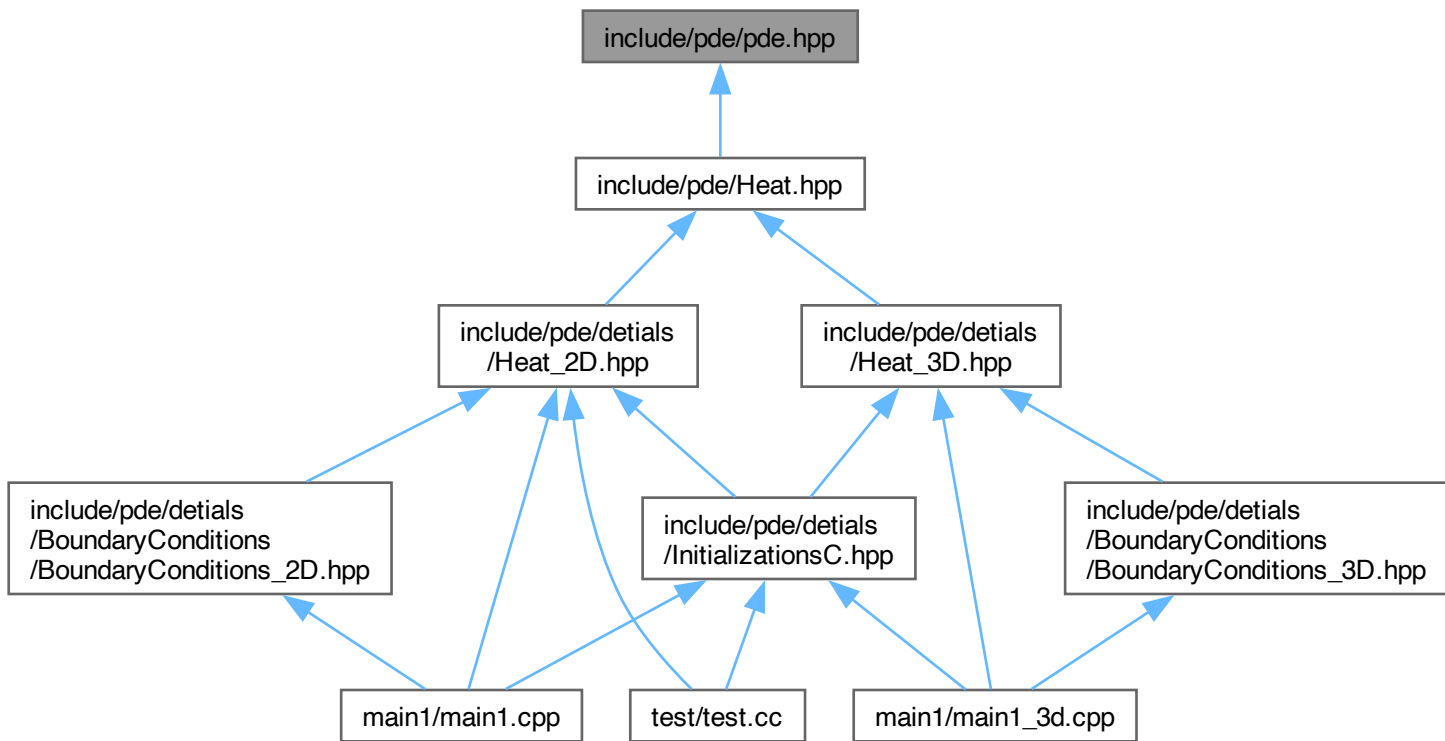 include/pde/pde.hpp
include/pde/Heat.hpp
include/pde/detials
/Heat_2D.hpp
include/pde/detials
/Heat_3D.hpp
include/pde/detials
/BoundaryConditions
/BoundaryConditions_2D.hpp
include/pde/detials
/InitializationsC.hpp
include/pde/detials
/BoundaryConditions
/BoundaryConditions_3D.hpp
main1/main1.cpp
test/test.cc
main1/main1_3d.cpp